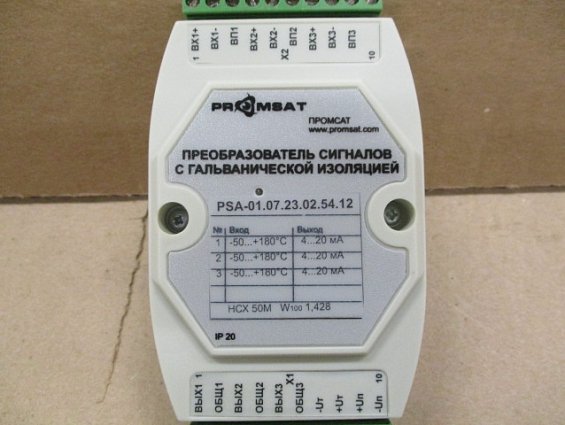 1 ВХ1+ ВХ1- ВП1 ВХ2+ ВХ2- Х2 ВП2 ВХ3+ ВХ3- ВП3 10
PROMSAT
ПРОМСАТ
www.promsat.com
ПРЕОБРАЗОВАТЕЛЬ СИГНАЛОВ
С ГАЛЬВАНИЧЕСКОЙ ИЗОЛЯЦИЕЙ
PSA-01.07.23.02.54.12
№ Вход Выход
1 -50...+180°C 4...20 мА
2 -50...+180°C 4...20 мА
3 -50...+180°C 4...20 мА
НСХ 50М W100 1,428
IP 20
ВЫХ1 1 ОБЩ1 ВЫХ2 ОБЩ2 ВЫХ3 Х1 ОБЩ3 -Uт +Uт +Uп -Uп 10